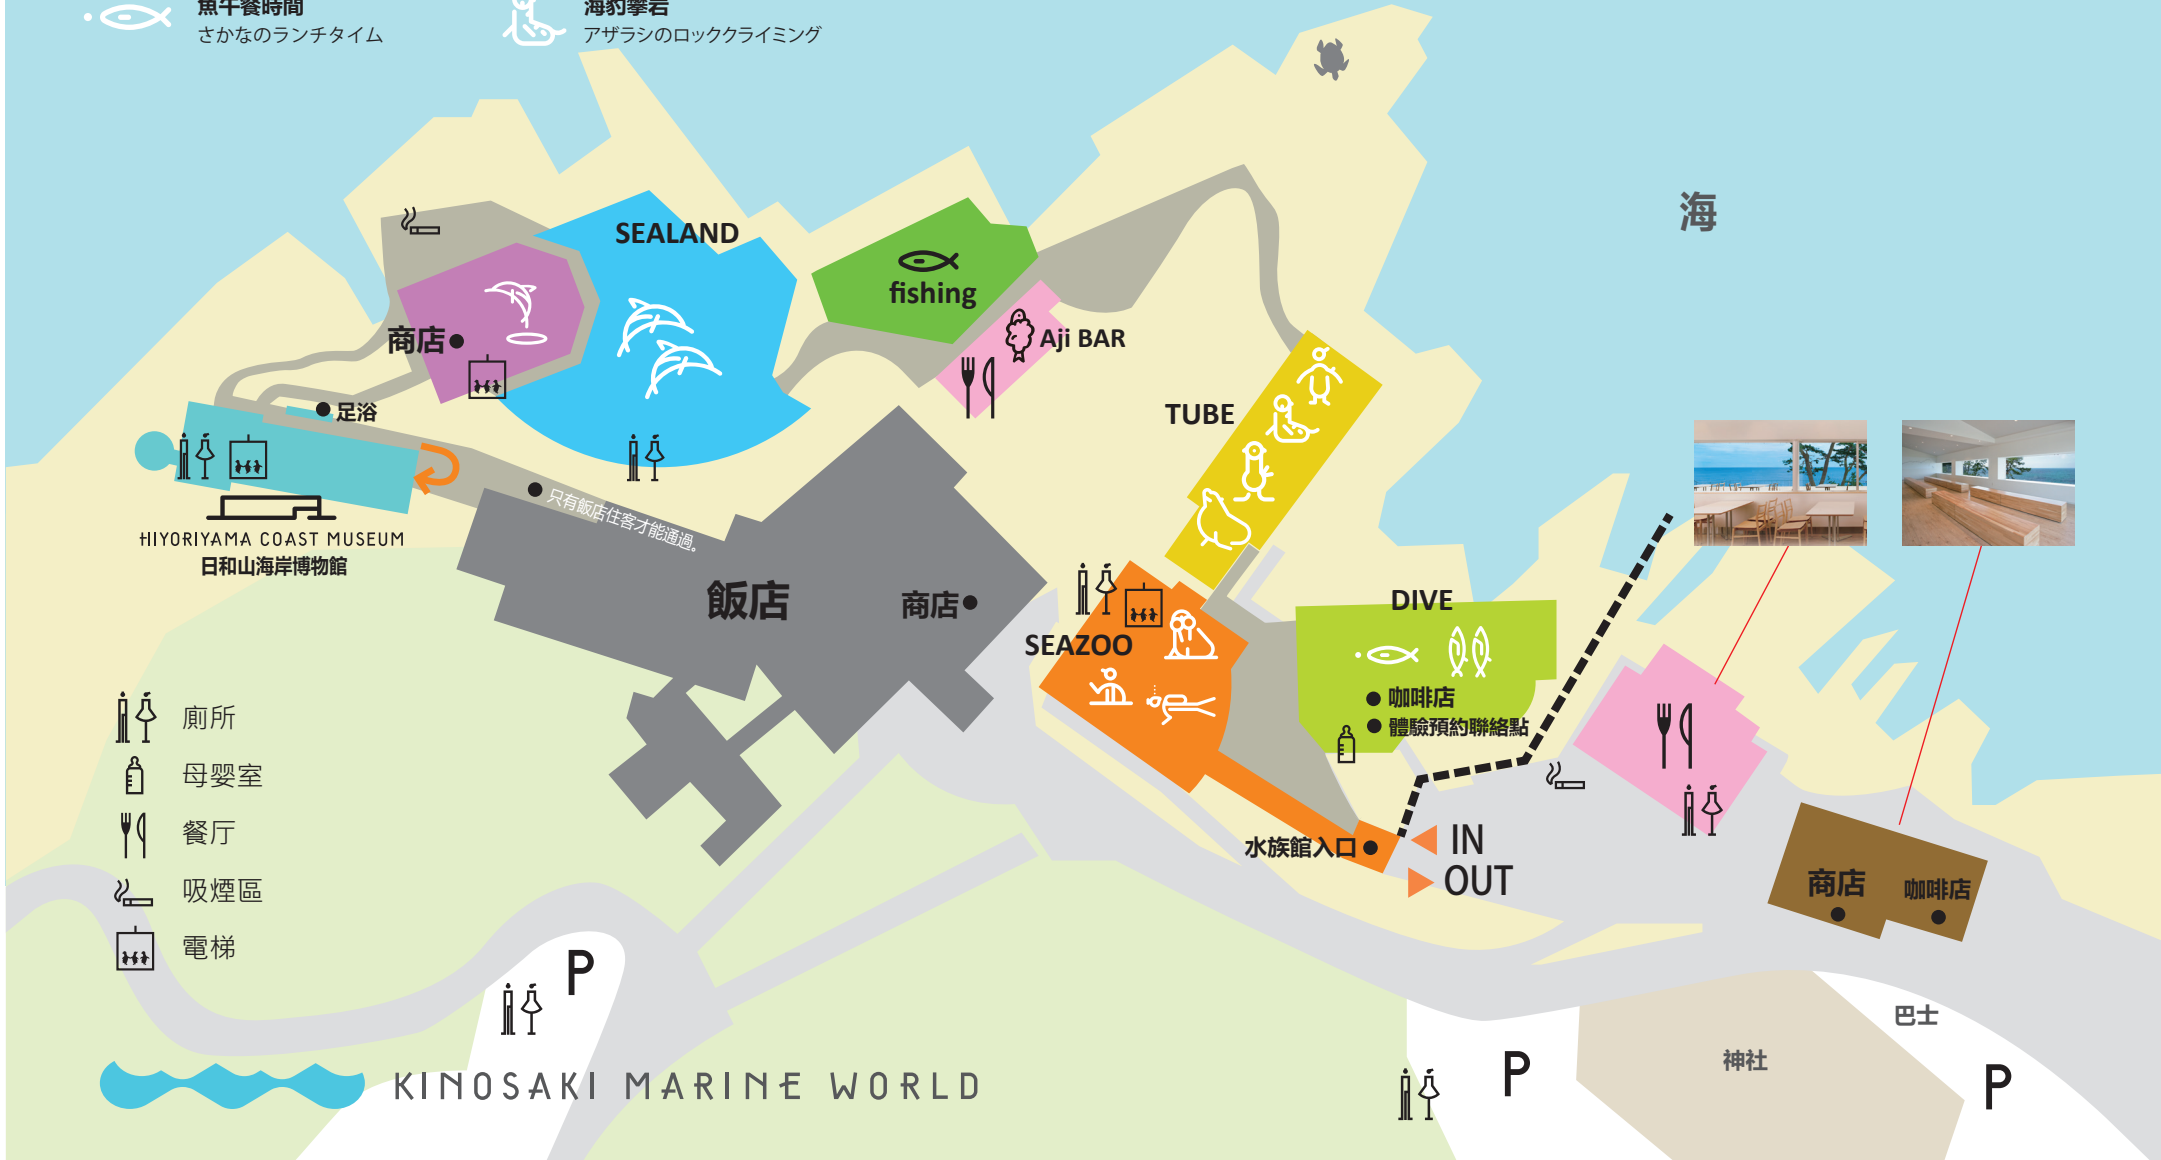 魚午餐時間
さかなのランチタイム
海豹攀岩
アザラシのロッククライミング
海
SEALAND
fishing
商店
Aji BAR
足浴
TUBE
只有飯店住客才能通過。
HIYORIYAMA COAST MUSEUM
日和山海岸博物館
飯店
商店
DIVE
SEAZOO
咖啡店
體驗預約聯絡點
廁所
母婴室
餐厅
吸煙區
電梯
水族館入口
IN
OUT
商店
咖啡店
P
巴士
神社
P
P
KINOSAKI MARINE WORLD